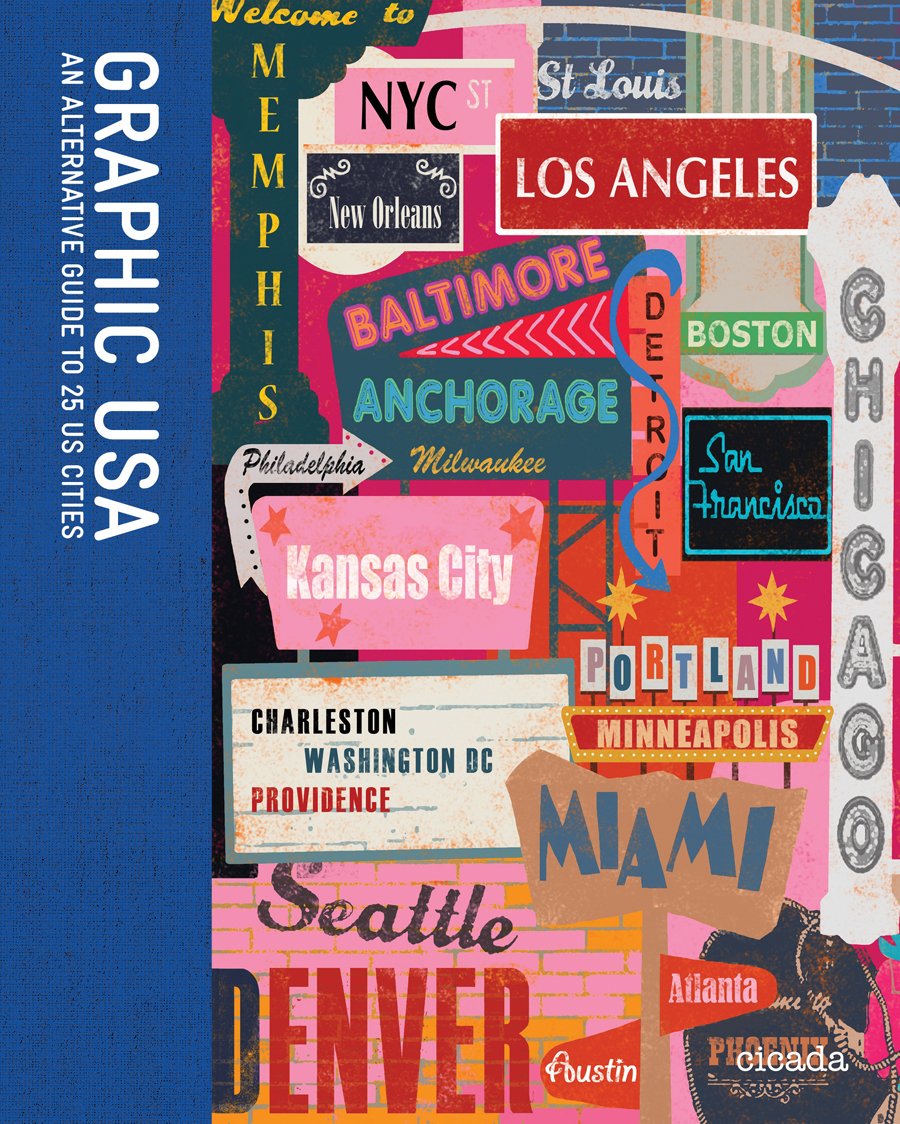 GRAPHIC USA
AN ALTERNATIVE GUIDE TO 25 US CITIES
Welcome to
MEMPHIS
NYC ST
St Louis
New Orleans
LOS ANGELES
BALTIMORE
ANCHORAGE
DETROIT
BOSTON
CHICAGO
Philadelphia
Milwaukee
San
Francisco
Kansas City
PORTLAND
MINNEAPOLIS
CHARLESTON
WASHINGTON DC
PROVIDENCE
MIAMI
Seattle
DENVER
Atlanta
Austin
to
PHOENIX
cicada